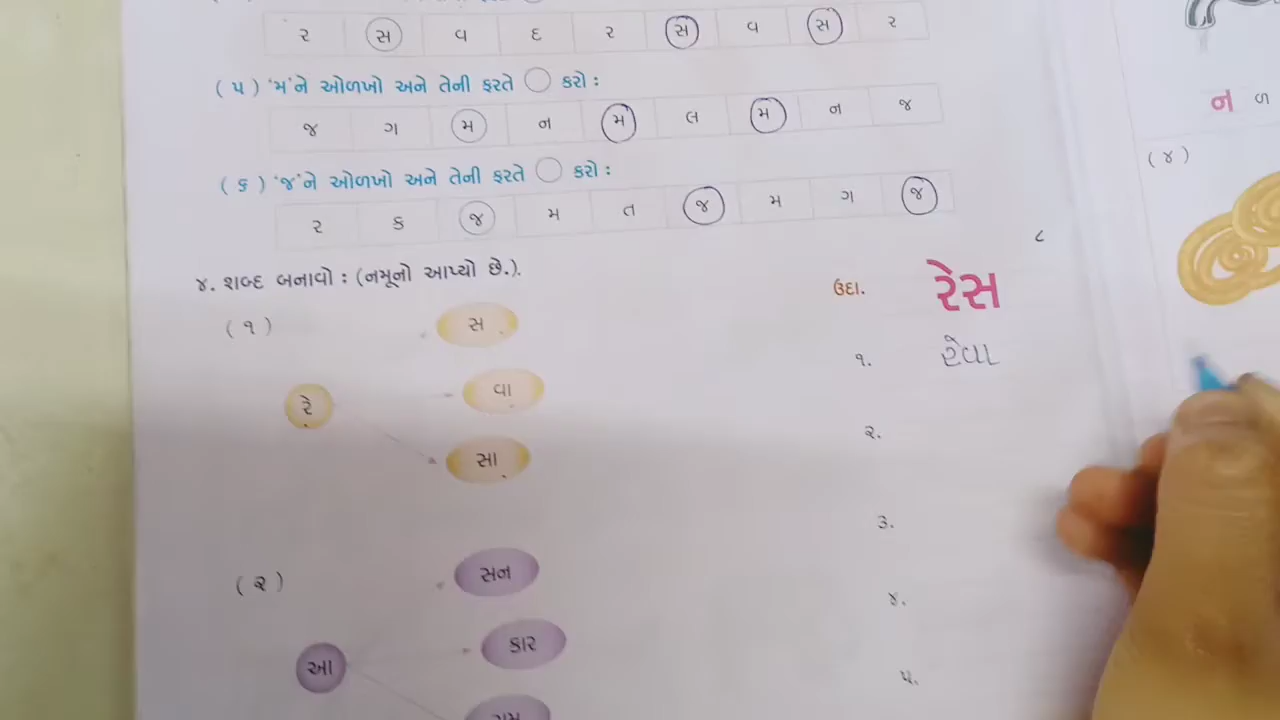 ર સ વ દ ર સ વ સ ર
(૫) ‘મ’ને ઓળખો અને તેની ફરતે ◯ કરો :
જ ગ મ ન મ લ મ ન જ
(૬) ‘જ’ને ઓળખો અને તેની ફરતે ◯ કરો :
ર ક જ મ ત જ મ ગ જ
૪. શબ્દ બનાવો : (નમૂનો આપ્યો છે.).
(૧)
રે
સ
વા
સા
(૨)
આ
સન
કાર
૮
ઉદા. રેસ
૧. રેવા
૨.
૩.
૪.
૫.
ન ળ
(૪)